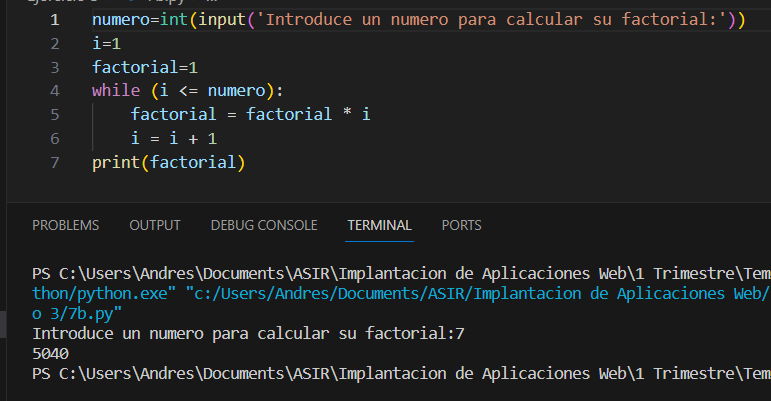 1 numero=int(input('Introduce un numero para calcular su factorial:'))
2 i=1
3 factorial=1
4 while (i <= numero):
5     factorial = factorial * i
6     i = i + 1
7 print(factorial)
PROBLEMS OUTPUT DEBUG CONSOLE TERMINAL PORTS
PS C:\Users\Andres\Documents\ASIR\Implantacion de Aplicaciones Web\1 Trimestre\Tem
thon/python.exe" "c:/Users/Andres/Documents/ASIR/Implantacion de Aplicaciones Web/
o 3/7b.py"
Introduce un numero para calcular su factorial:7
5040
PS C:\Users\Andres\Documents\ASIR\Implantacion de Aplicaciones Web\1 Trimestre\Tem